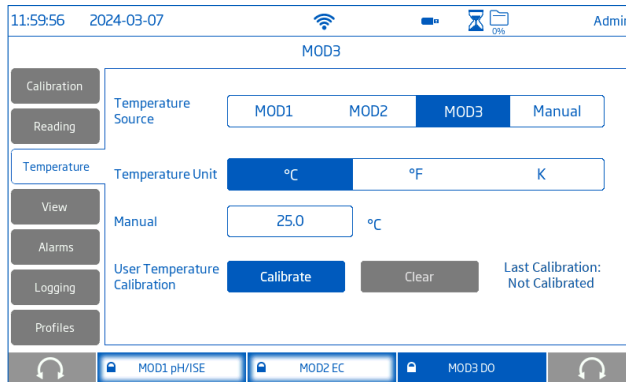 11:59:56 2024-03-07 0% Admin
MOD3
Calibration
Reading
Temperature
View
Alarms
Logging
Profiles
Temperature
Source
MOD1 MOD2 MOD3 Manual
Temperature Unit °C °F K
Manual 25.0 °C
User Temperature
Calibration
Calibrate Clear
Last Calibration:
Not Calibrated
MOD1 pH/ISE MOD2 EC MOD3 DO